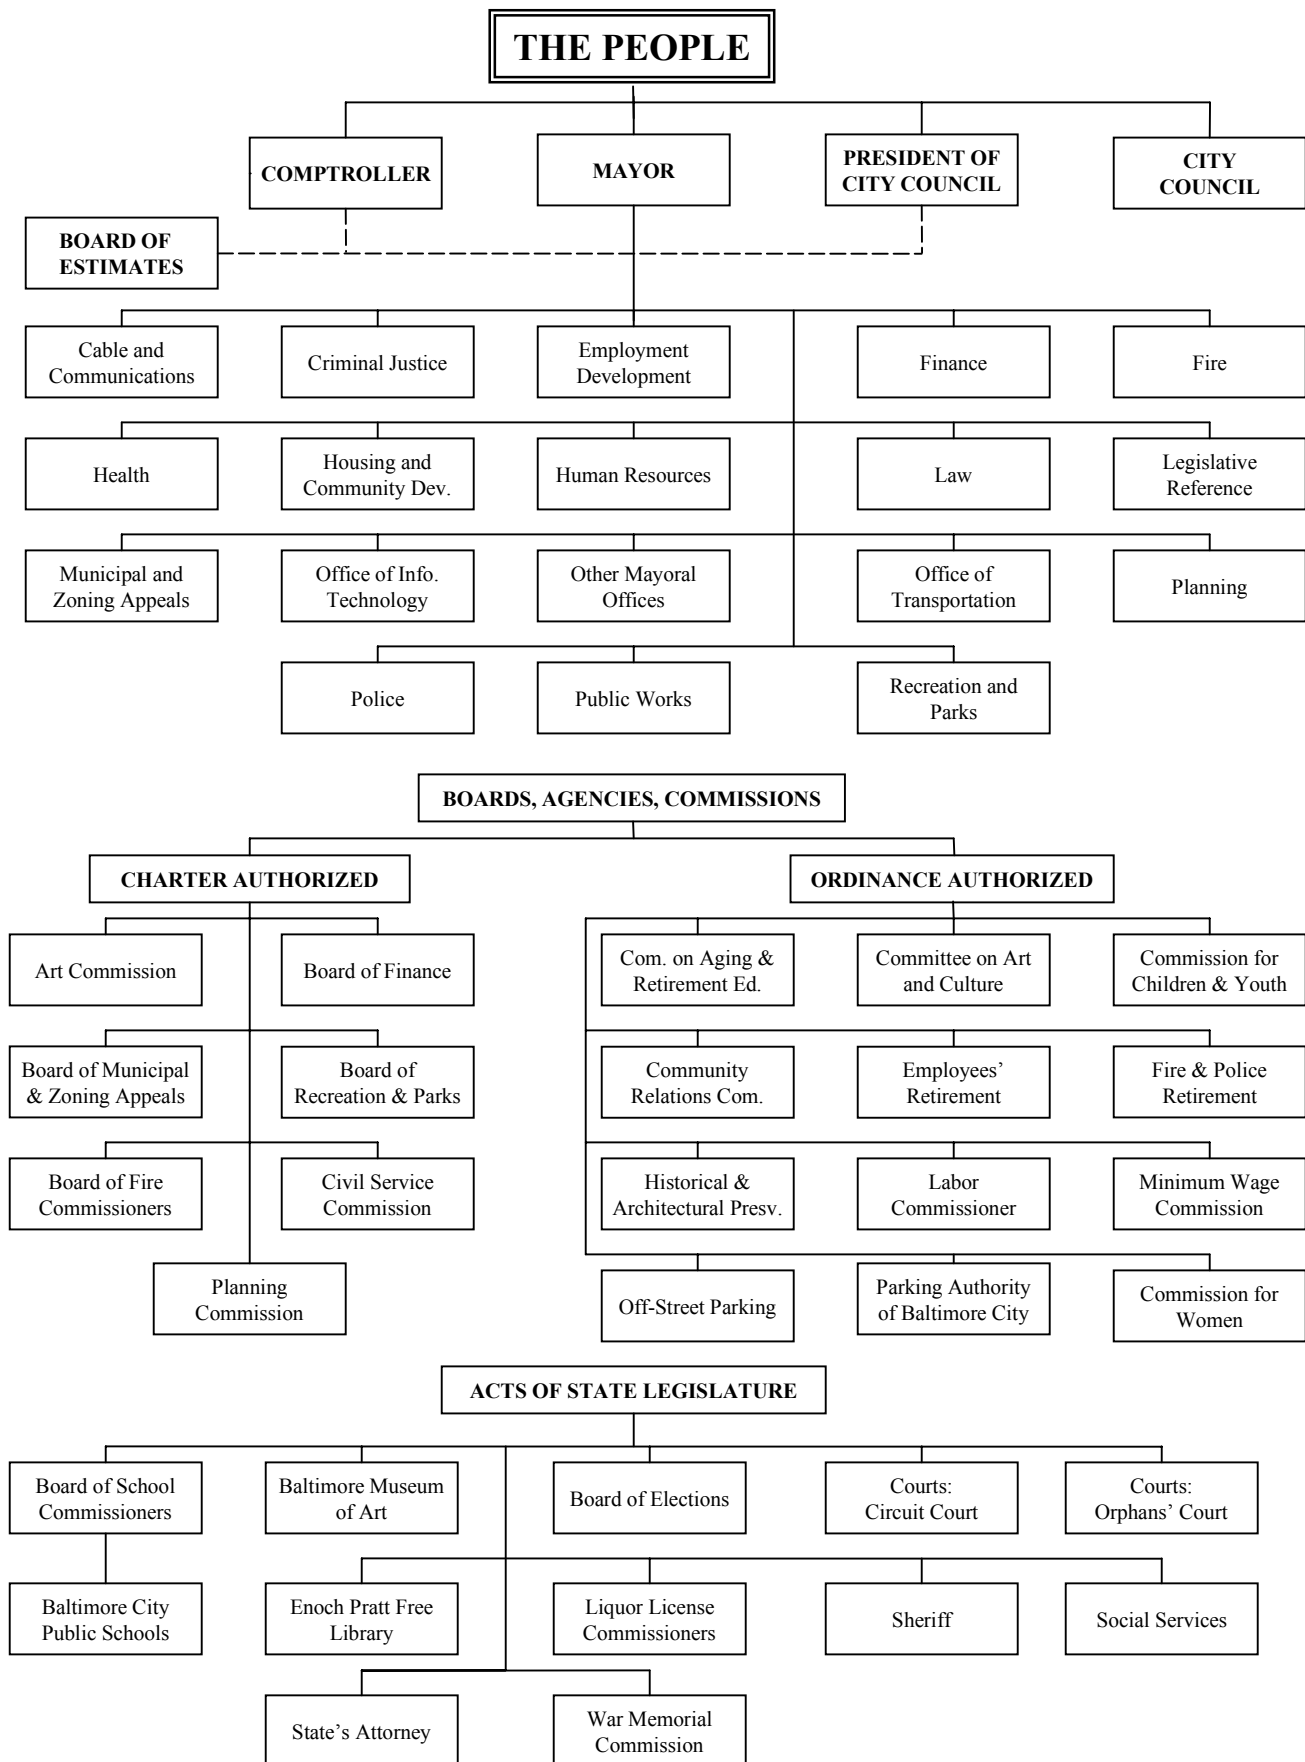 THE PEOPLE
COMPTROLLER
MAYOR
PRESIDENT OF
CITY COUNCIL
CITY
COUNCIL
BOARD OF
ESTIMATES
Cable and
Communications
Criminal Justice
Employment
Development
Finance
Fire
Health
Housing and
Community Dev.
Human Resources
Law
Legislative
Reference
Municipal and
Zoning Appeals
Office of Info.
Technology
Other Mayoral
Offices
Office of
Transportation
Planning
Police
Public Works
Recreation and
Parks
BOARDS, AGENCIES, COMMISSIONS
CHARTER AUTHORIZED
Art Commission
Board of Finance
Board of Municipal
& Zoning Appeals
Board of
Recreation & Parks
Board of Fire
Commissioners
Civil Service
Commission
Planning
Commission
ORDINANCE AUTHORIZED
Com. on Aging &
Retirement Ed.
Committee on Art
and Culture
Commission for
Children & Youth
Community
Relations Com.
Employees’
Retirement
Fire & Police
Retirement
Historical &
Architectural Presv.
Labor
Commissioner
Minimum Wage
Commission
Off-Street Parking
Parking Authority
of Baltimore City
Commission for
Women
ACTS OF STATE LEGISLATURE
Board of School
Commissioners
Baltimore Museum
of Art
Board of Elections
Courts:
Circuit Court
Courts:
Orphans’ Court
Baltimore City
Public Schools
Enoch Pratt Free
Library
Liquor License
Commissioners
Sheriff
Social Services
State’s Attorney
War Memorial
Commission